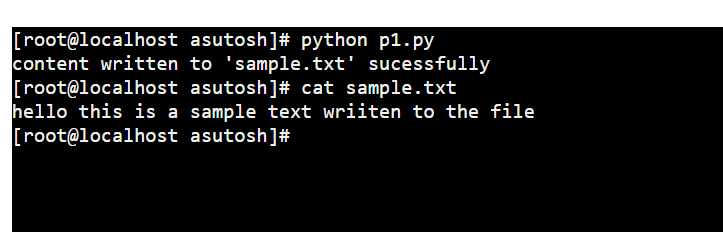 [root@localhost asutosh]# python p1.py
content written to 'sample.txt' sucessfully
[root@localhost asutosh]# cat sample.txt
hello this is a sample text wriiten to the file
[root@localhost asutosh]#